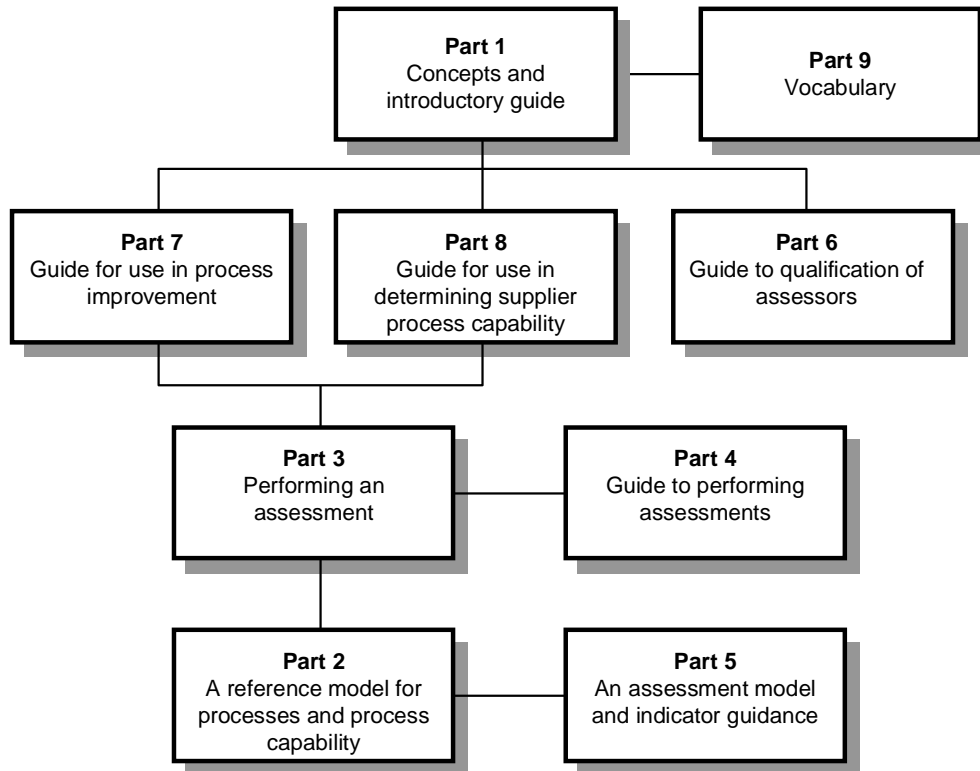 Part 1
Concepts and
introductory guide
Part 9
Vocabulary
Part 7
Guide for use in process
improvement
Part 8
Guide for use in
determining supplier
process capability
Part 6
Guide to qualification of
assessors
Part 3
Performing an
assessment
Part 4
Guide to performing
assessments
Part 2
A reference model for
processes and process
capability
Part 5
An assessment model
and indicator guidance